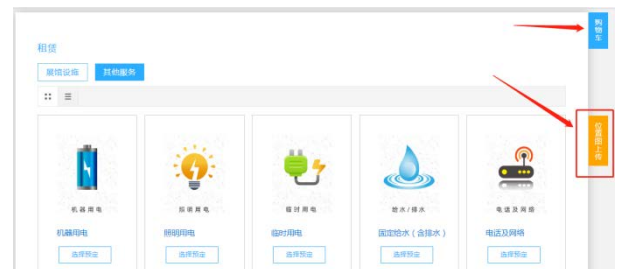 购物车
租赁
展馆设施 其他服务
位置图上传
机器用电 照明用电 临时用电 给水/排水 电话及网络
机器用电 照明用电 临时用电 固定给水（含排水） 电话及网络
选择预定 选择预定 选择预定 选择预定 选择预定